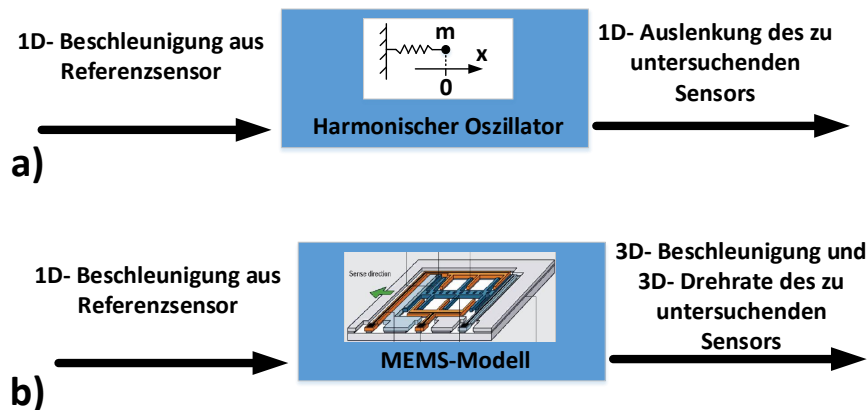 1D- Beschleunigung aus
Referenzsensor
m
x
0
Harmonischer Oszillator
1D- Auslenkung des zu
untersuchenden
Sensors
a)
1D- Beschleunigung aus
Referenzsensor
Sense direction
MEMS-Modell
3D- Beschleunigung und
3D- Drehrate des zu
untersuchenden
Sensors
b)